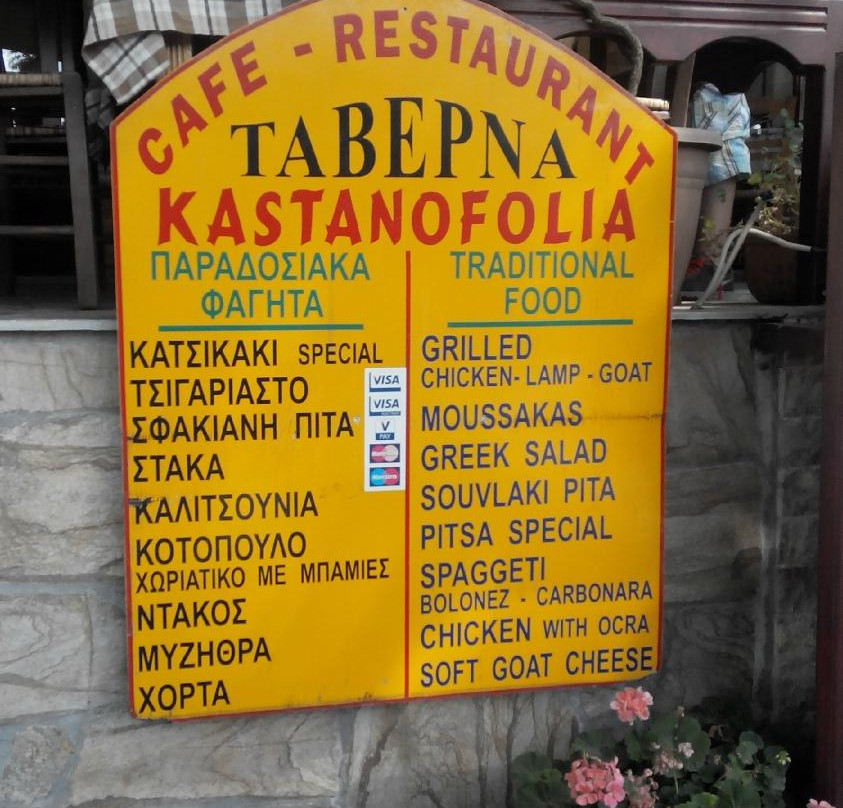 CAFE - RESTAURANT
ΤΑΒΕΡΝΑ
KASTANOFOLIA
ΠΑΡΑΔΟΣΙΑΚΑ
ΦΑΓΗΤΑ
ΚΑΤΣΙΚΑΚΙ SPECIAL
ΤΣΙΓΑΡΙΑΣΤΟ
ΣΦΑΚΙΑΝΗ ΠΙΤΑ
ΣΤΑΚΑ
ΚΑΛΙΤΣΟΥΝΙΑ
ΚΟΤΟΠΟΥΛΟ
ΧΩΡΙΑΤΙΚΟ ΜΕ ΜΠΑΜΙΕΣ
ΝΤΑΚΟΣ
ΜΥΖΗΘΡΑ
ΧΟΡΤΑ
VISA
VISA
V
PAY
TRADITIONAL
FOOD
GRILLED
CHICKEN- LAMP - GOAT
MOUSSAKAS
GREEK SALAD
SOUVLAKI PITA
PITSA SPECIAL
SPAGGETI
BOLONEZ - CARBONARA
CHICKEN WITH OCRA
SOFT GOAT CHEESE